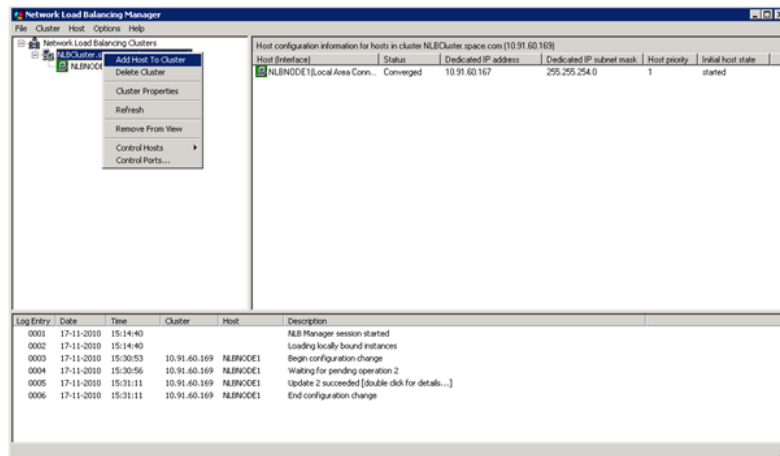 Network Load Balancing Manager
File Cluster Host Options Help
Network Load Balancing Clusters
NLBCluster.s
NLBNODE
Add Host To Cluster
Delete Cluster
Cluster Properties
Refresh
Remove From View
Control Hosts
Control Ports...
Host configuration information for hosts in cluster NLBCluster.space.com (10.91.60.169)
Host (Interface) Status Dedicated IP address Dedicated IP subnet mask Host priority Initial host state
NLBNODE1(Local Area Conn... Converged 10.91.60.167 255.255.254.0 1 started
Log Entry Date Time Cluster Host Description
0001 17-11-2010 15:14:40 NLB Manager session started
0002 17-11-2010 15:14:40 Loading locally bound instances
0003 17-11-2010 15:30:53 10.91.60.169 NLBNODE1 Begin configuration change
0004 17-11-2010 15:30:56 10.91.60.169 NLBNODE1 Waiting for pending operation 2
0005 17-11-2010 15:31:11 10.91.60.169 NLBNODE1 Update 2 succeeded [double click for details...]
0006 17-11-2010 15:31:11 10.91.60.169 NLBNODE1 End configuration change